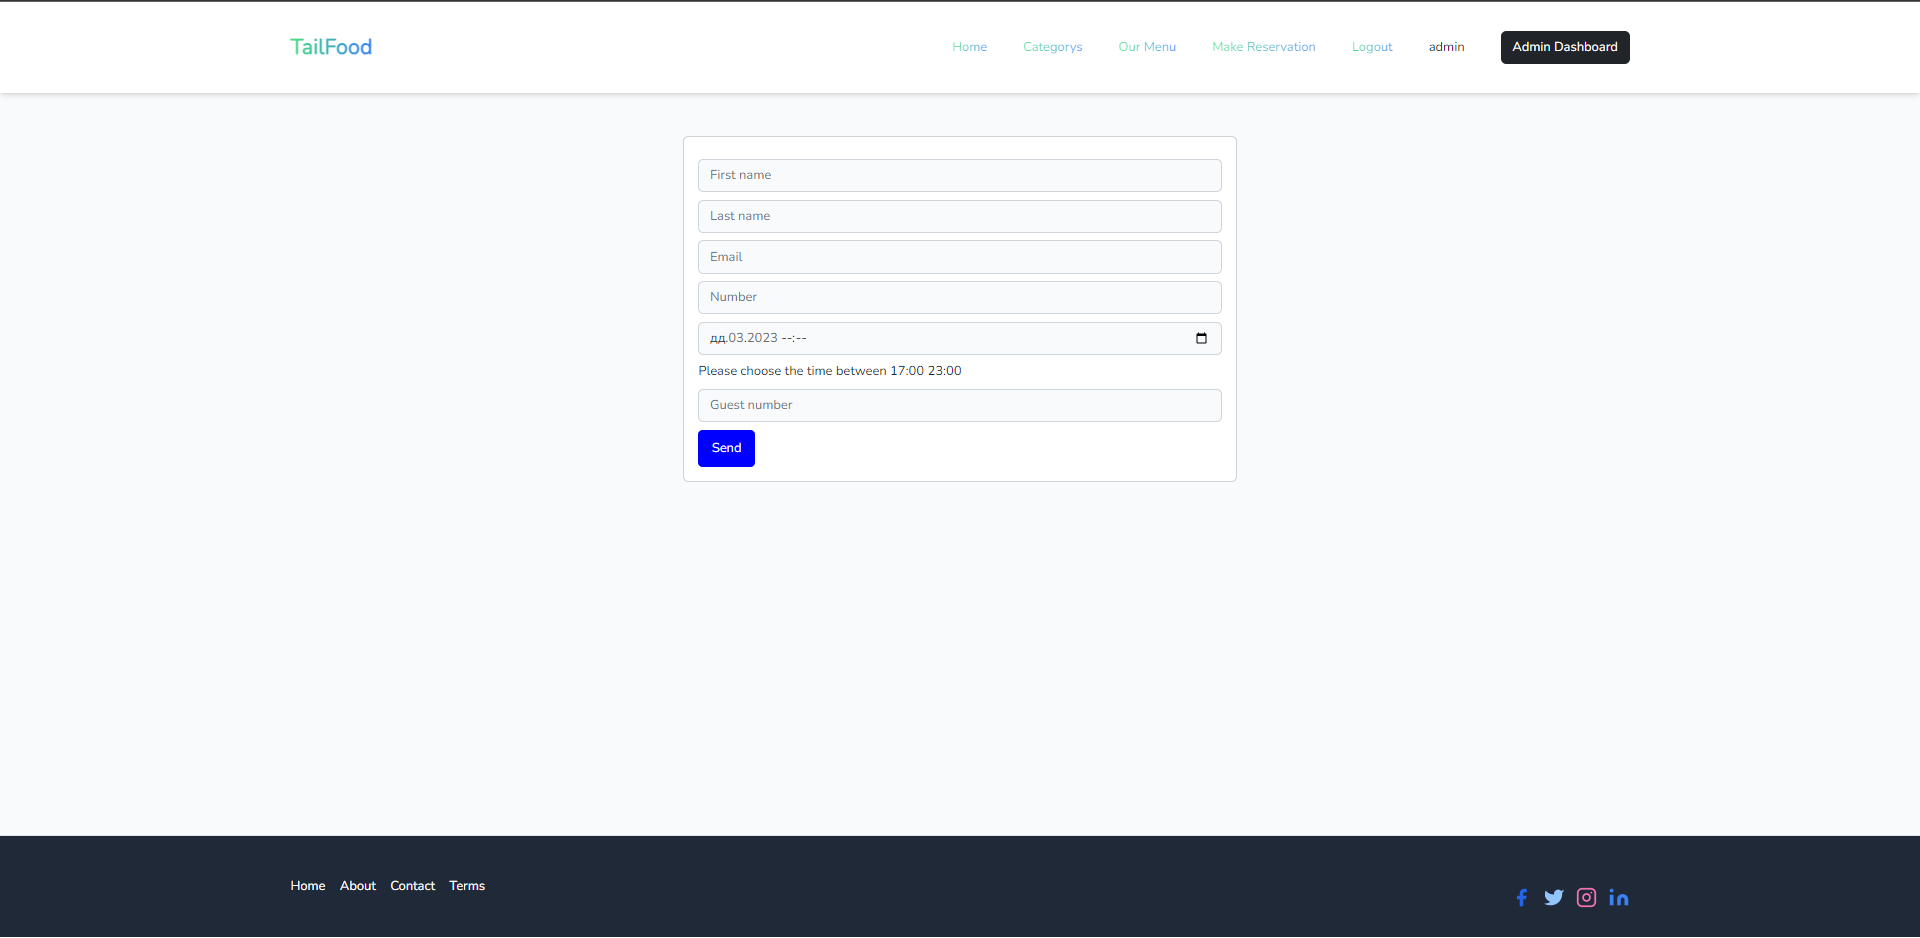 TailFood
Home Categorys Our Menu Make Reservation Logout admin Admin Dashboard
First name
Last name
Email
Number
дд.03.2023 --:--
Please choose the time between 17:00 23:00
Guest number
Send
Home About Contact Terms